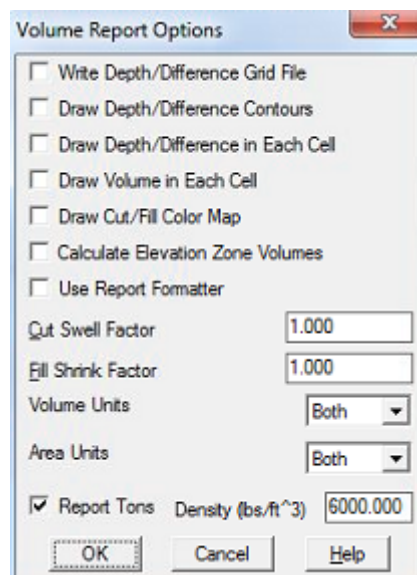 Volume Report Options
Write Depth/Difference Grid File
Draw Depth/Difference Contours
Draw Depth/Difference in Each Cell
Draw Volume in Each Cell
Draw Cut/Fill Color Map
Calculate Elevation Zone Volumes
Use Report Formatter
Cut Swell Factor 1.000
Fill Shrink Factor 1.000
Volume Units Both
Area Units Both
Report Tons Density (lbs/ft^3) 6000.000
OK Cancel Help